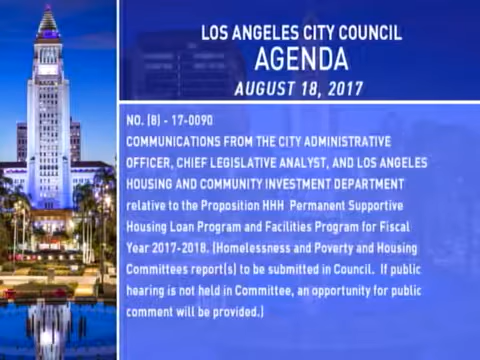 LOS ANGELES CITY COUNCIL
AGENDA
AUGUST 18, 2017
NO. (8) - 17-0090
COMMUNICATIONS FROM THE CITY ADMINISTRATIVE
OFFICER, CHIEF LEGISLATIVE ANALYST, AND LOS ANGELES
HOUSING AND COMMUNITY INVESTMENT DEPARTMENT
relative to the Proposition HHH Permanent Supportive
Housing Loan Program and Facilities Program for Fiscal
Year 2017-2018. (Homelessness and Poverty and Housing
Committees report(s) to be submitted in Council. If public
hearing is not held in Committee, an opportunity for public
comment will be provided.)